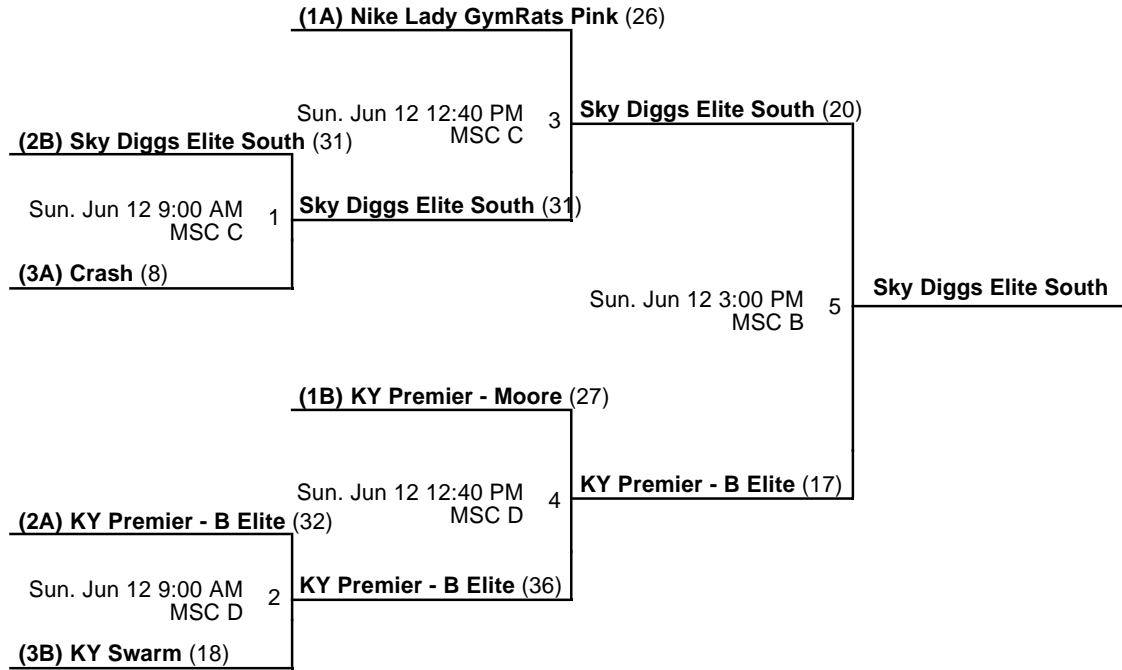 (1A) Nike Lady GymRats Pink (26)
Sun. Jun 12 12:40 PM
MSC C
3
Sky Diggs Elite South (20)
(2B) Sky Diggs Elite South (31)
Sun. Jun 12 9:00 AM
MSC C
1
Sky Diggs Elite South (31)
(3A) Crash (8)
Sun. Jun 12 3:00 PM
MSC B
5
Sky Diggs Elite South
(1B) KY Premier - Moore (27)
Sun. Jun 12 12:40 PM
MSC D
4
KY Premier - B Elite (17)
(2A) KY Premier - B Elite (32)
Sun. Jun 12 9:00 AM
MSC D
2
KY Premier - B Elite (36)
(3B) KY Swarm (18)